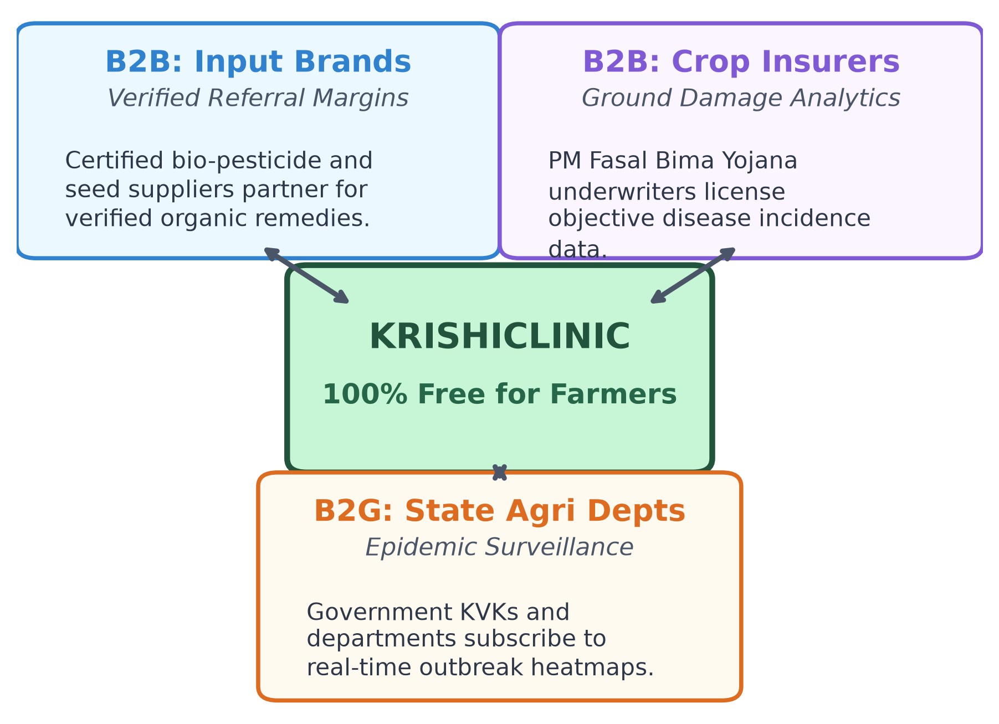 B2B: Input Brands
Verified Referral Margins
Certified bio-pesticide and
seed suppliers partner for
verified organic remedies.
B2B: Crop Insurers
Ground Damage Analytics
PM Fasal Bima Yojana
underwriters license
objective disease incidence
data.
KRISHICLINIC
100% Free for Farmers
B2G: State Agri Depts
Epidemic Surveillance
Government KVKs and
departments subscribe to
real-time outbreak heatmaps.